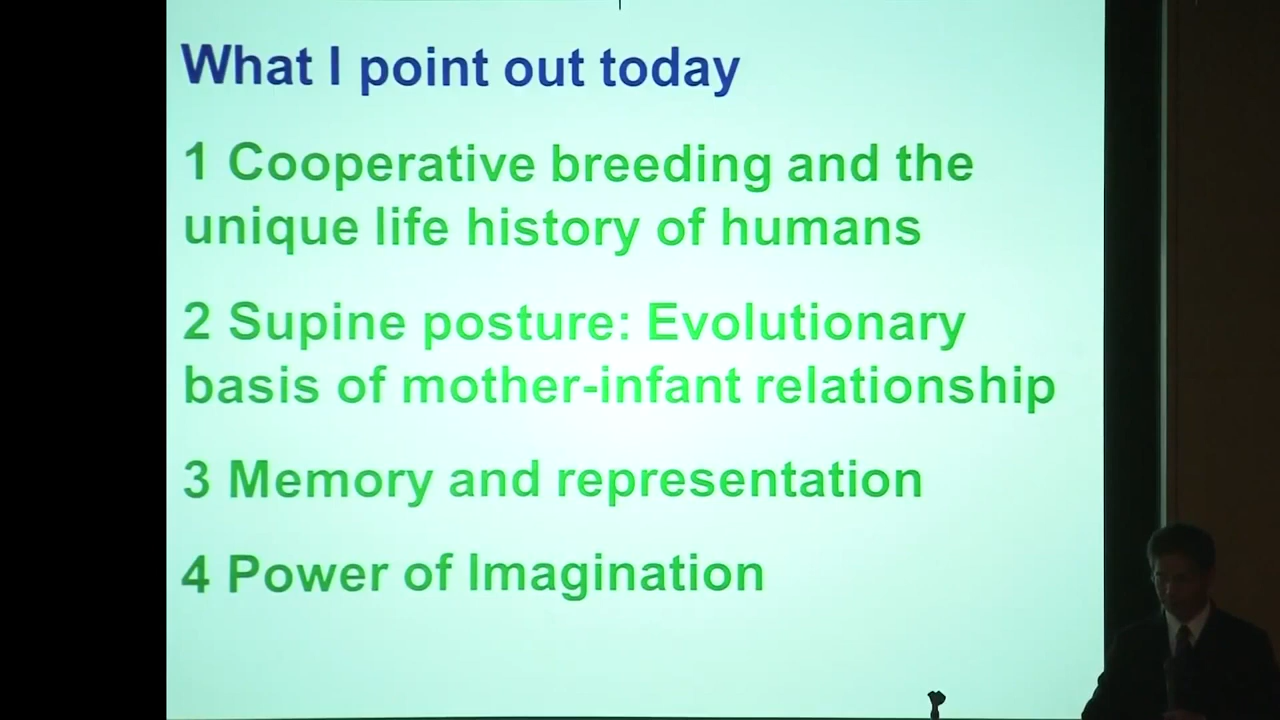 What I point out today
1 Cooperative breeding and the
unique life history of humans
2 Supine posture: Evolutionary
basis of mother-infant relationship
3 Memory and representation
4 Power of Imagination